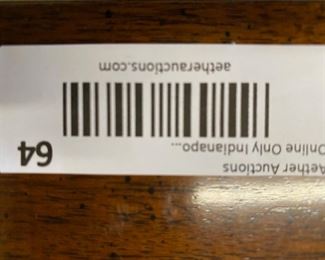 Aether Auctions
Online Only Indianapo...
64
aetherauctions.com